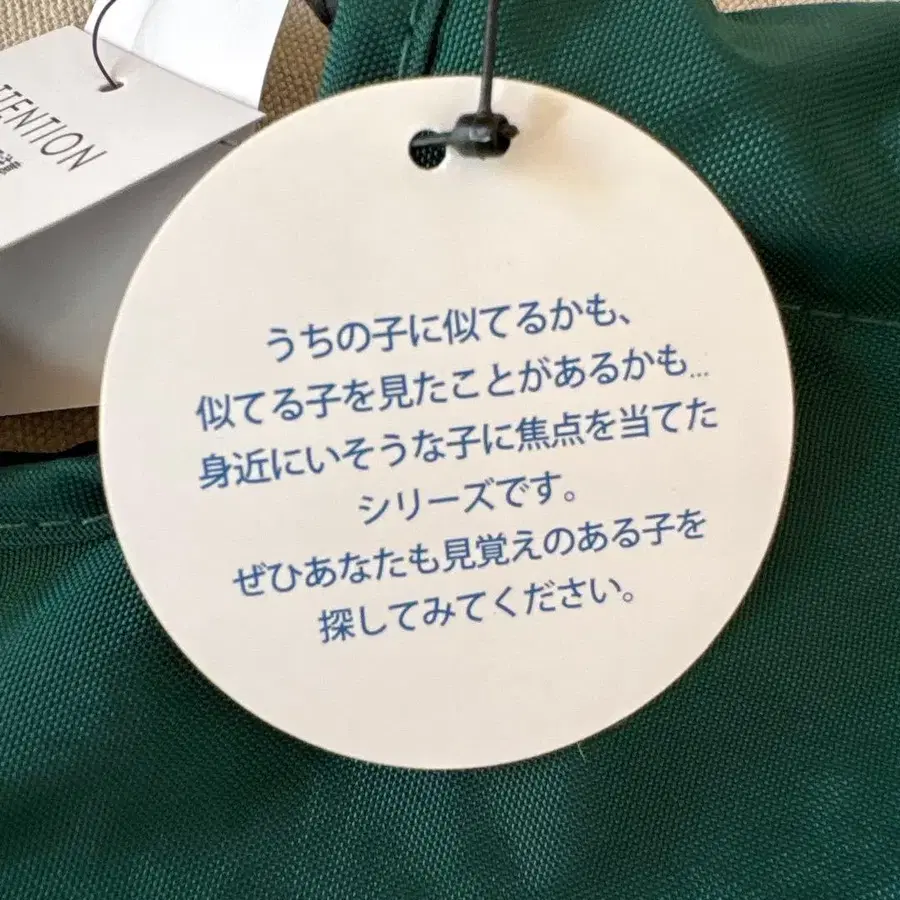 ATTENTION
うちの子に似てるかも、
似てる子を見たことがあるかも...
身近にいそうな子に焦点を当てた
シリーズです。
ぜひあなたも見覚えのある子を
探してみてください。